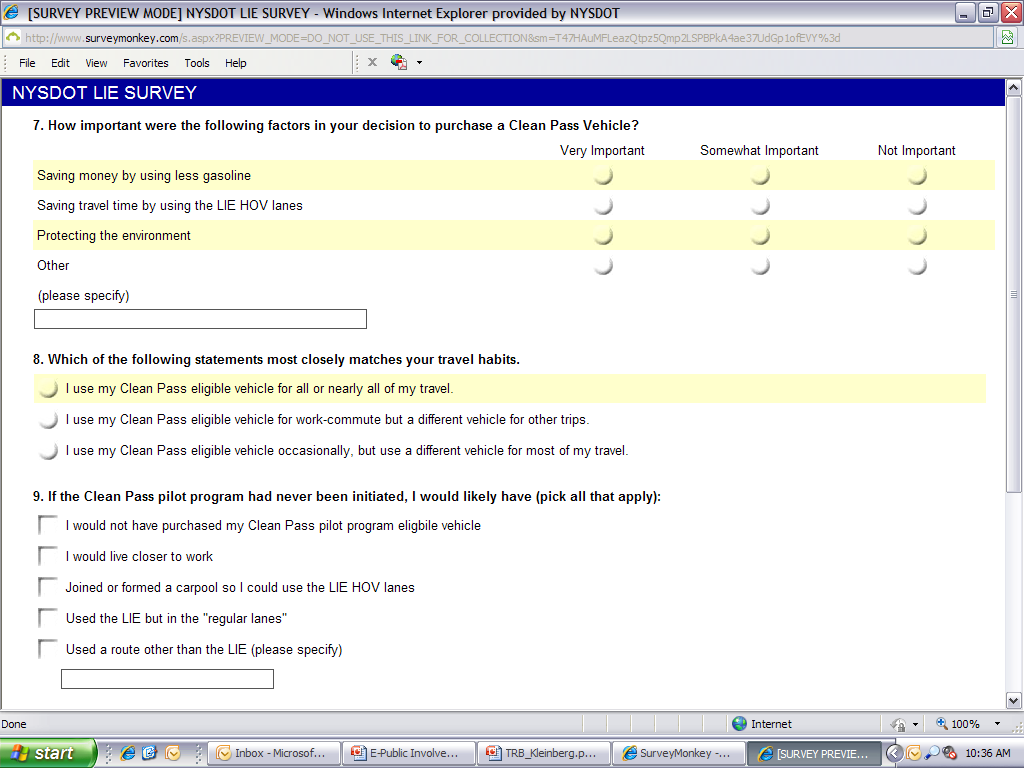 [SURVEY PREVIEW MODE] NYSDOT LIE SURVEY - Windows Internet Explorer provided by NYSDOT
http://www.surveymonkey.com/s.aspx?PREVIEW_MODE=DO_NOT_USE_THIS_LINK_FOR_COLLECTION&sm=T47HAuMFLeazQtpz5Qmp2LSPBPkA4ae37UdGp1ofEVY%3d
File Edit View Favorites Tools Help
NYSDOT LIE SURVEY
7. How important were the following factors in your decision to purchase a Clean Pass Vehicle?
Very Important Somewhat Important Not Important
Saving money by using less gasoline
Saving travel time by using the LIE HOV lanes
Protecting the environment
Other
(please specify)
8. Which of the following statements most closely matches your travel habits.
I use my Clean Pass eligible vehicle for all or nearly all of my travel.
I use my Clean Pass eligible vehicle for work-commute but a different vehicle for other trips.
I use my Clean Pass eligible vehicle occasionally, but use a different vehicle for most of my travel.
9. If the Clean Pass pilot program had never been initiated, I would likely have (pick all that apply):
I would not have purchased my Clean Pass pilot program eligbile vehicle
I would live closer to work
Joined or formed a carpool so I could use the LIE HOV lanes
Used the LIE but in the "regular lanes"
Used a route other than the LIE (please specify)
Done Internet 100%
start Inbox - Microsof... E-Public Involve... TRB_Kleinberg.p... SurveyMonkey -... [SURVEY PREVIE... 10:36 AM